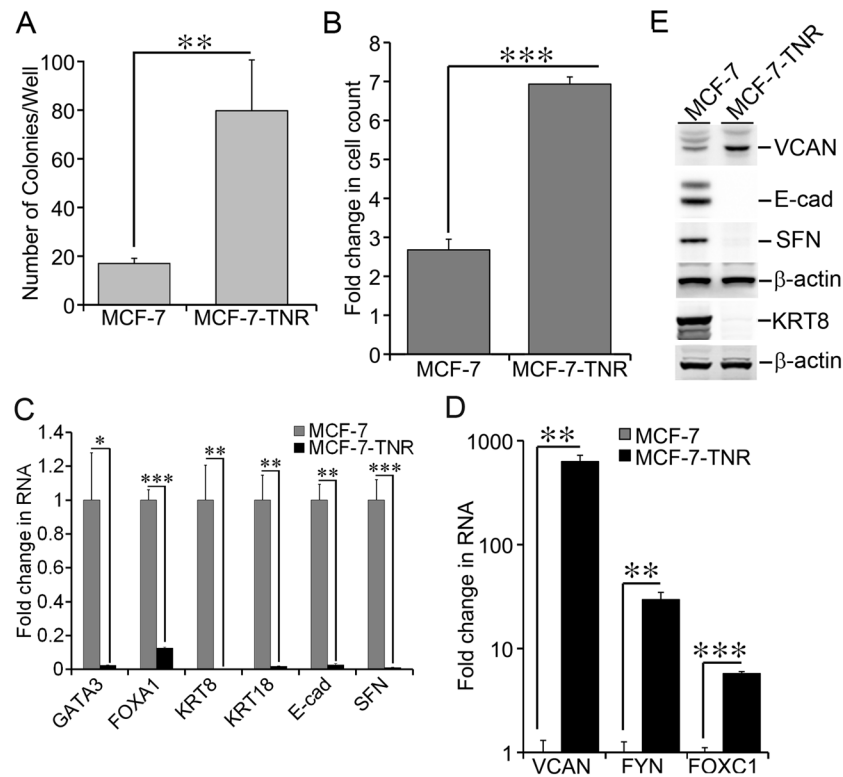 A
**
Number of Colonies/Well
100
80
60
40
20
0
MCF-7 MCF-7-TNR
B
***
Fold change in cell count
8
7
6
5
4
3
2
1
0
MCF-7 MCF-7-TNR
E
MCF-7 MCF-7-TNR
VCAN
E-cad
SFN
β-actin
KRT8
β-actin
C
MCF-7
MCF-7-TNR
Fold change in RNA
1.4
1.2
1
0.8
0.6
0.4
0.2
0
* *** ** ** ** ***
GATA3 FOXA1 KRT8 KRT18 E-cad SFN
D
MCF-7
MCF-7-TNR
Fold change in RNA
1000
100
10
1
** ** ***
VCAN FYN FOXC1